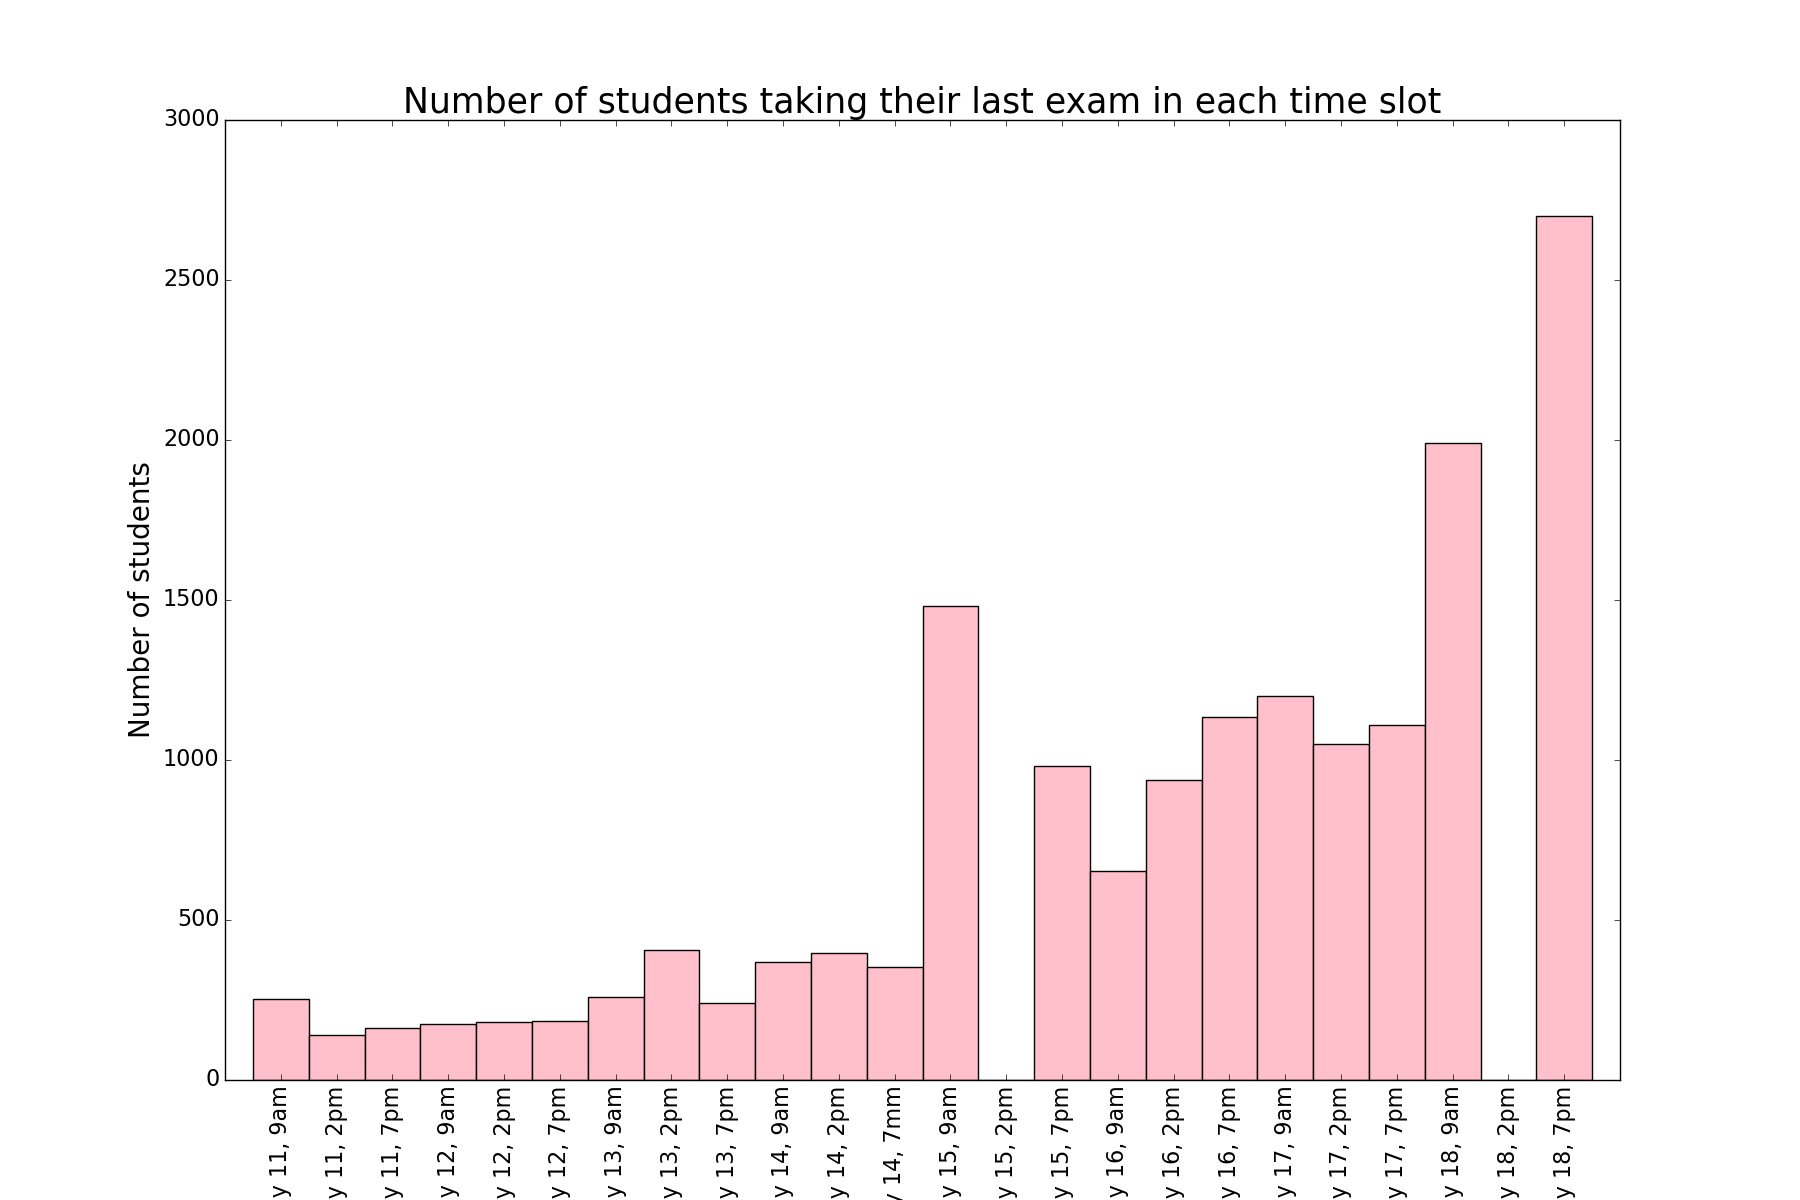 Number of students taking their last exam in each time slot
Number of students
3000
2500
2000
1500
1000
500
0
y 11, 9am
y 11, 2pm
y 11, 7pm
y 12, 9am
y 12, 2pm
y 12, 7pm
y 13, 9am
y 13, 2pm
y 13, 7pm
y 14, 9am
y 14, 2pm
y 14, 7mm
y 15, 9am
y 15, 2pm
y 15, 7pm
y 16, 9am
y 16, 2pm
y 16, 7pm
y 17, 9am
y 17, 2pm
y 17, 7pm
y 18, 9am
y 18, 2pm
y 18, 7pm